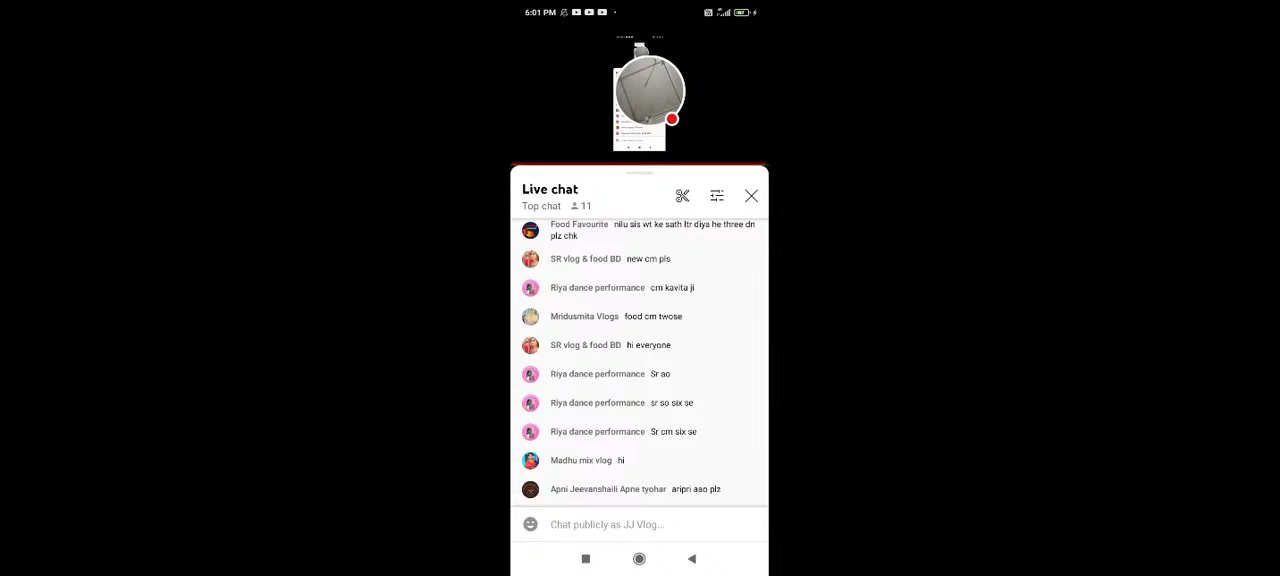 6:01 PM
Live chat
Top chat 11
Food Favourite nilu sis wt ke sath ltr diya he three dn
plz chk
SR vlog & food BD new cm pls
Riya dance performance cm kavita ji
Mridusmita Vlogs food cm twose
SR vlog & food BD hi everyone
Riya dance performance Sr ao
Riya dance performance sr so six se
Riya dance performance Sr cm six se
Madhu mix vlog hi
Apni Jeevanshaili Apne tyohar aripri aao plz
Chat publicly as JJ Vlog...